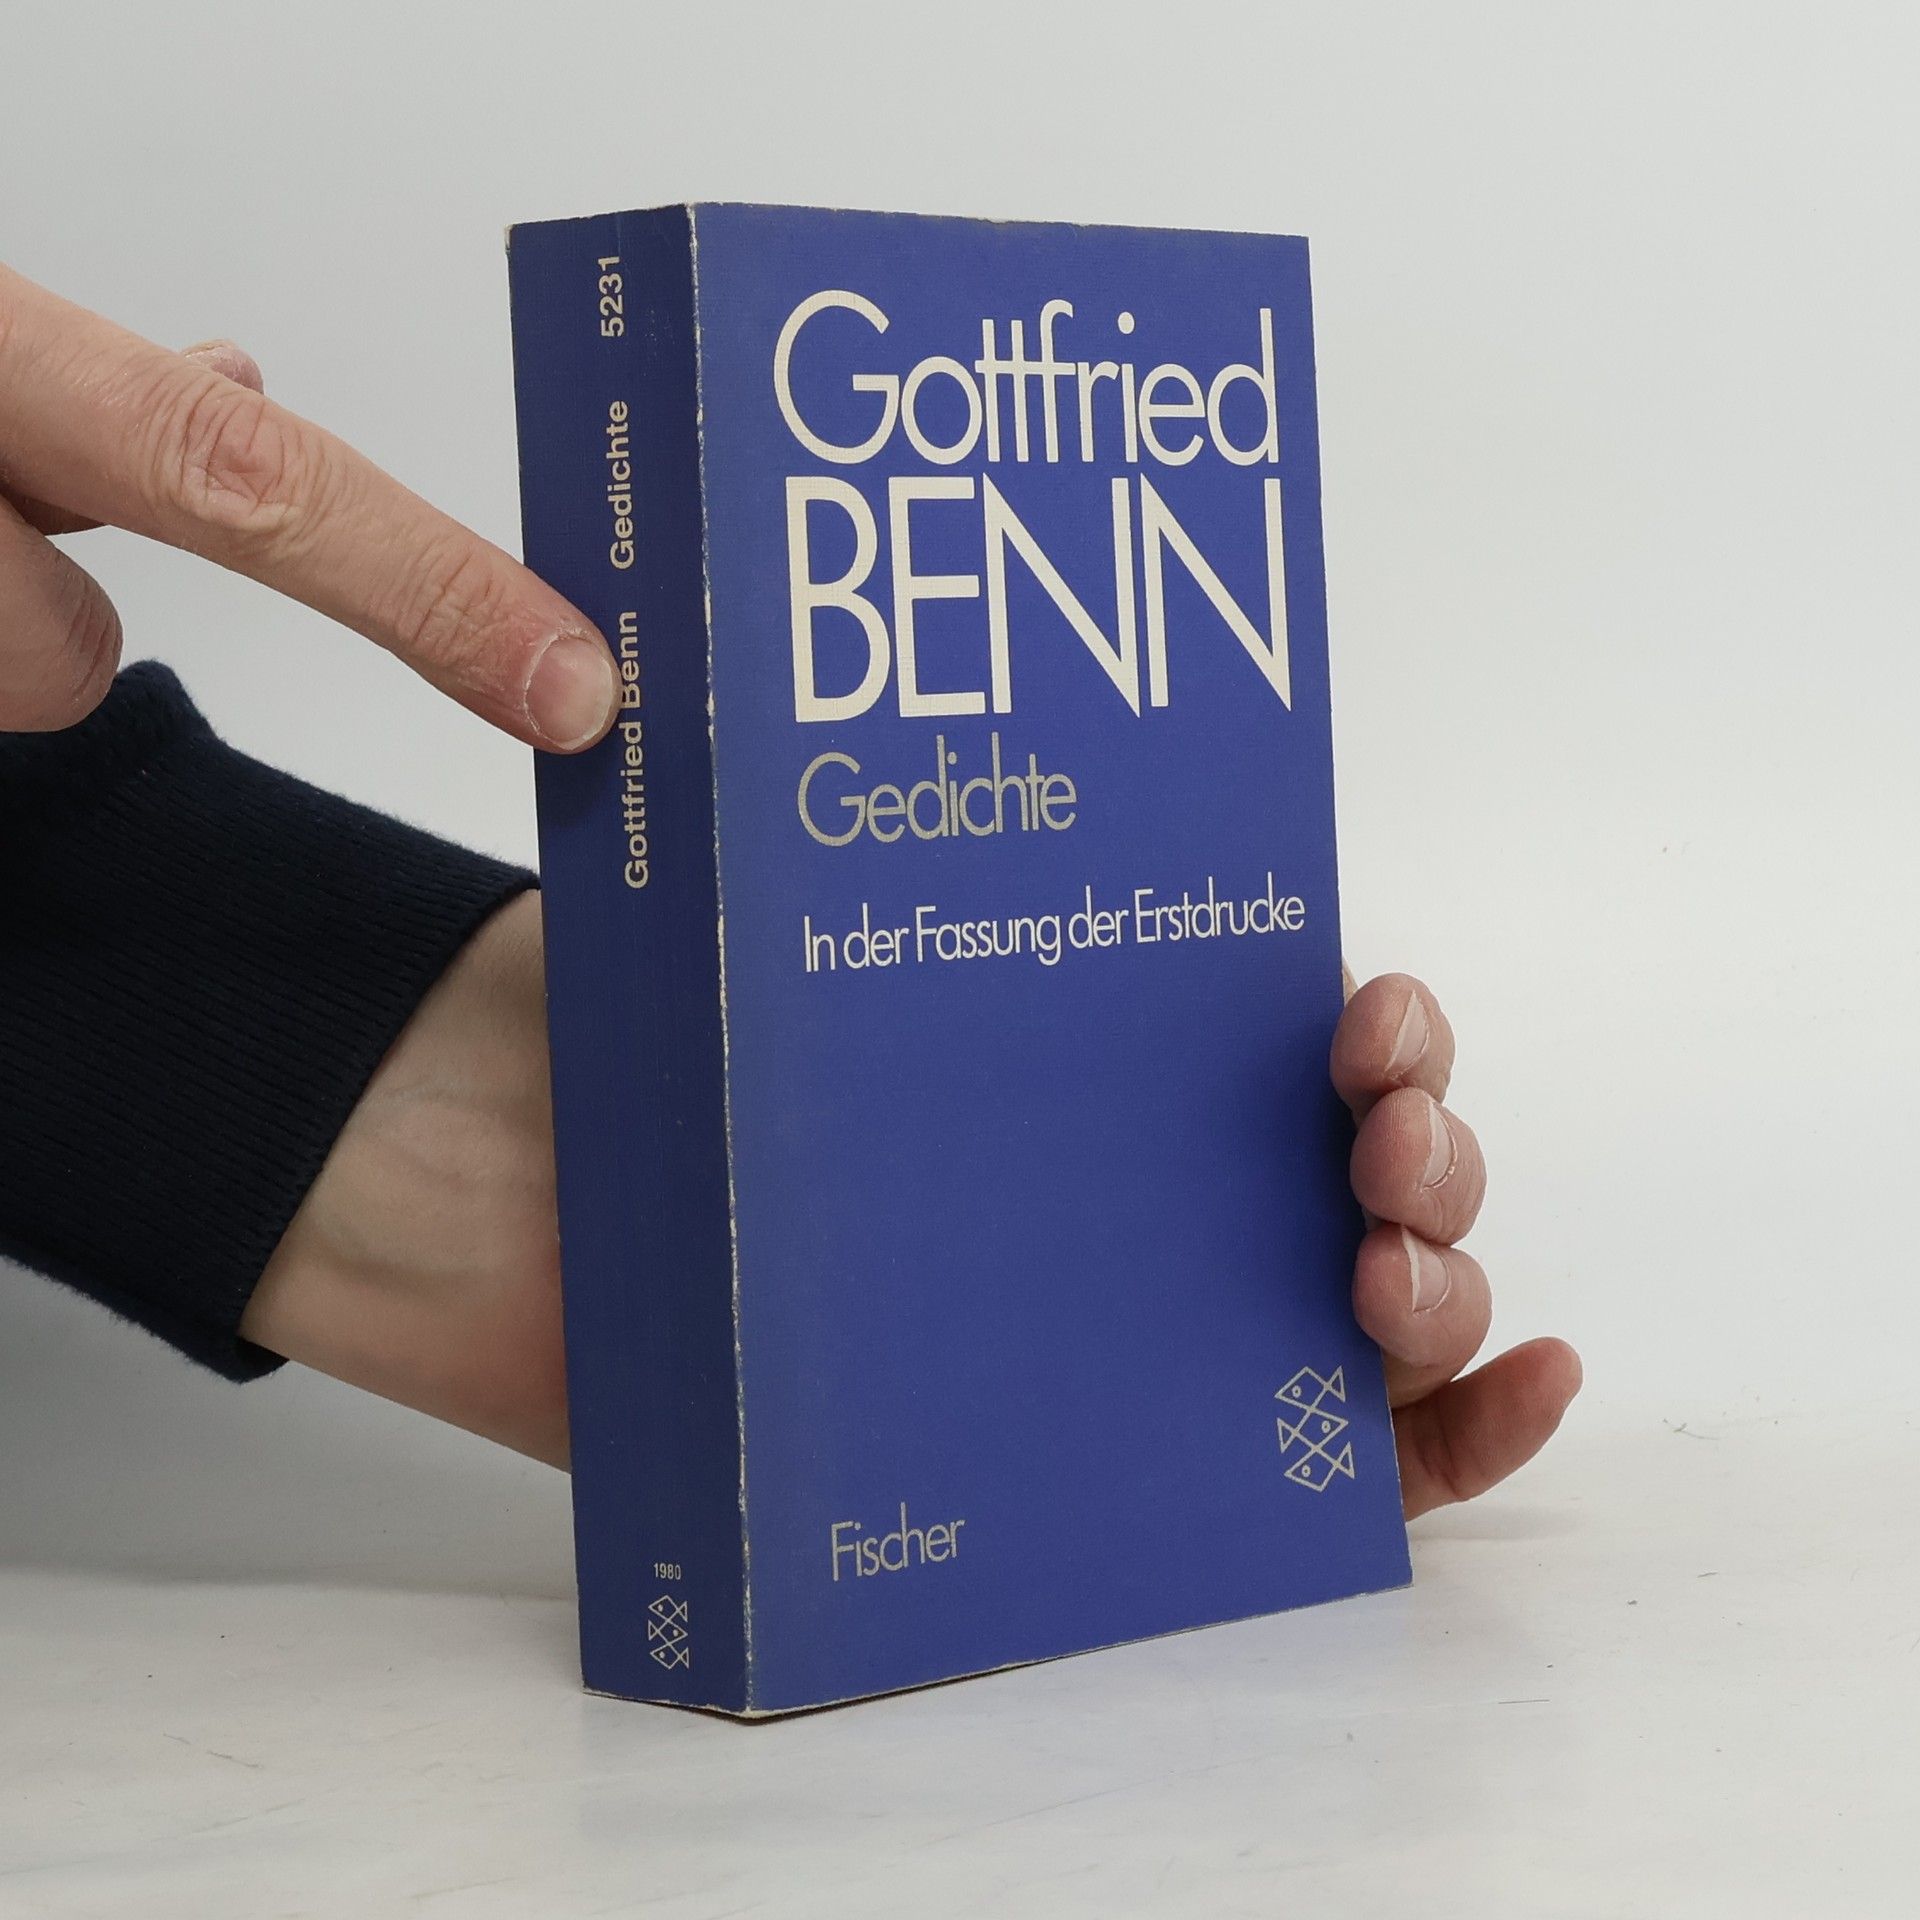 Gottfried Benn Gedichte 5231
1980
Gottfried
BENN
Gedichte
In der Fassung der Erstdrucke
Fischer